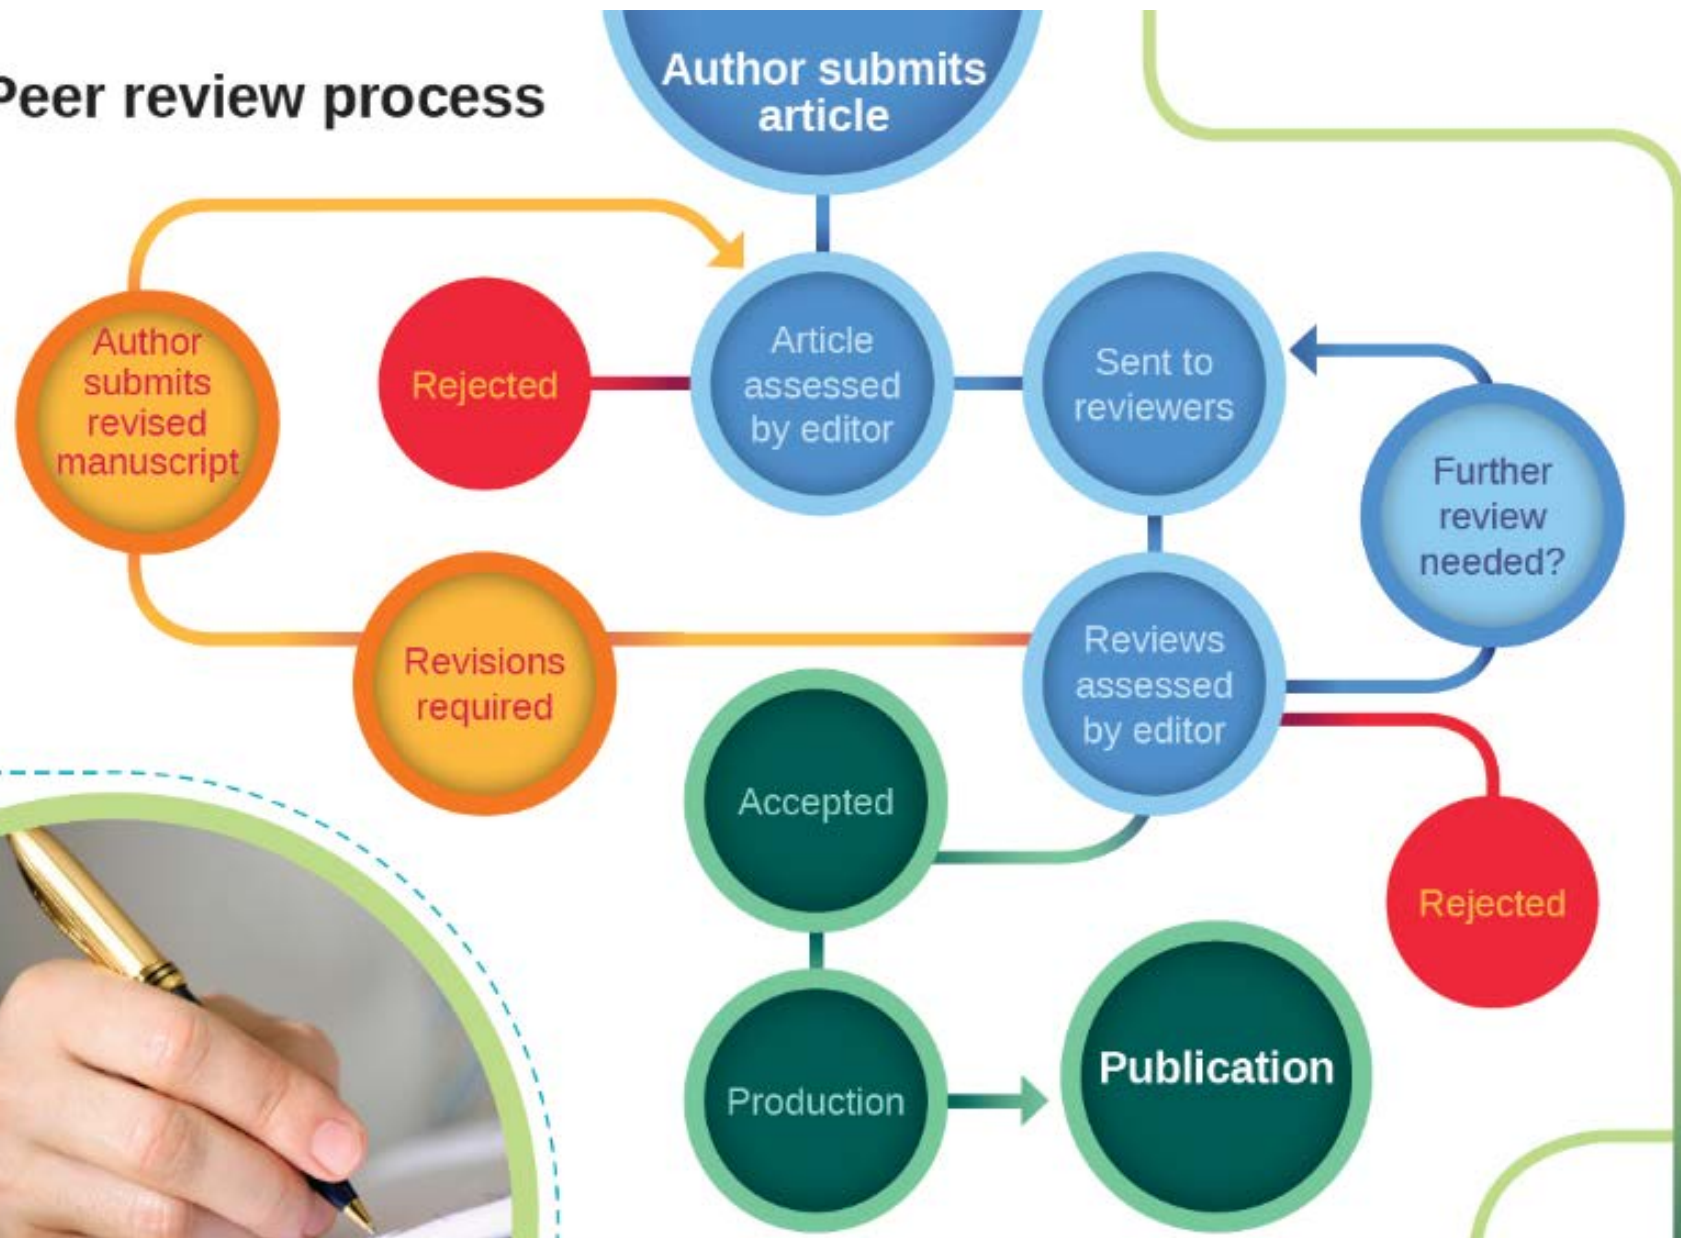 Peer review process
Author submits
article
Author
submits
revised
manuscript
Rejected
Article
assessed
by editor
Sent to
reviewers
Further
review
needed?
Revisions
required
Reviews
assessed
by editor
Accepted
Rejected
Production
Publication